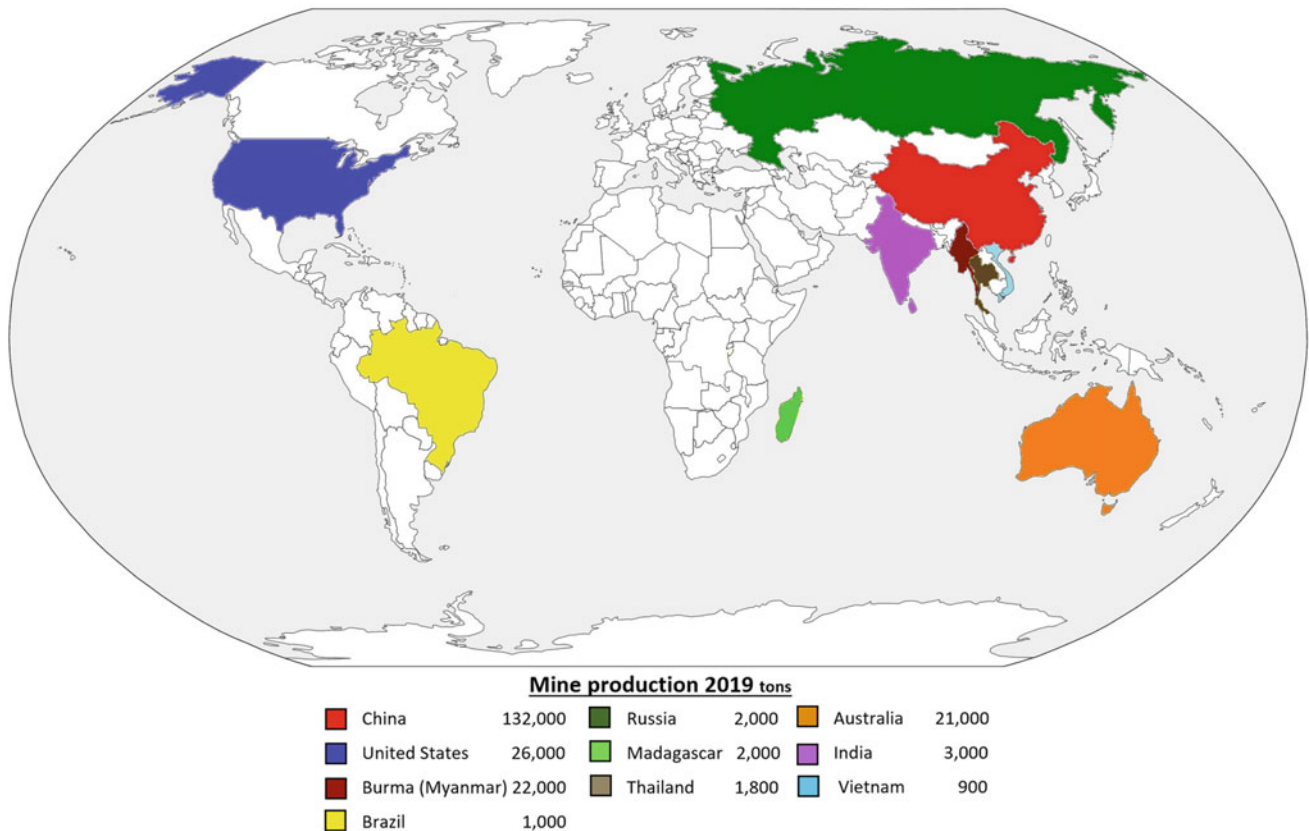 Mine production 2019 tons
China 132,000 Russia 2,000 Australia 21,000
United States 26,000 Madagascar 2,000 India 3,000
Burma (Myanmar) 22,000 Thailand 1,800 Vietnam 900
Brazil 1,000